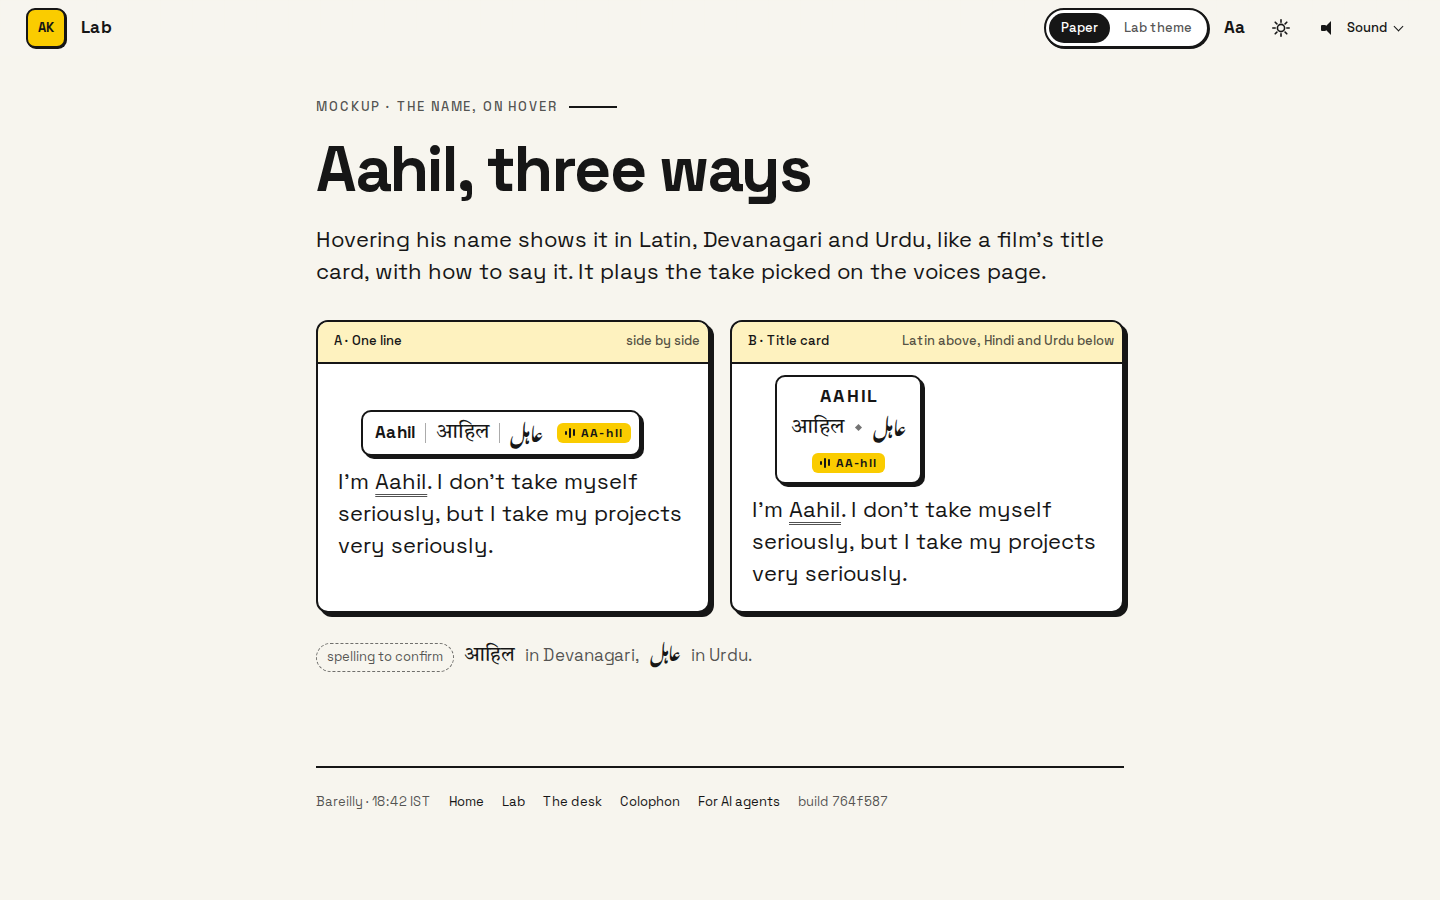 AK Lab Paper Lab theme Aa Sound
MOCKUP · THE NAME, ON HOVER
Aahil, three ways
Hovering his name shows it in Latin, Devanagari and Urdu, like a film’s title
card, with how to say it. It plays the take picked on the voices page.
A · One line side by side
Aahil आहिल عاہل AA-hil
I’m Aahil. I don’t take myself
seriously, but I take my projects
very seriously.
B · Title card Latin above, Hindi and Urdu below
AAHIL
आहिल ◆ عاہل
AA-hil
I’m Aahil. I don’t take myself
seriously, but I take my projects
very seriously.
spelling to confirm आहिल in Devanagari, عاہل in Urdu.
Bareilly · 18:42 IST Home Lab The desk Colophon For AI agents build 764f587